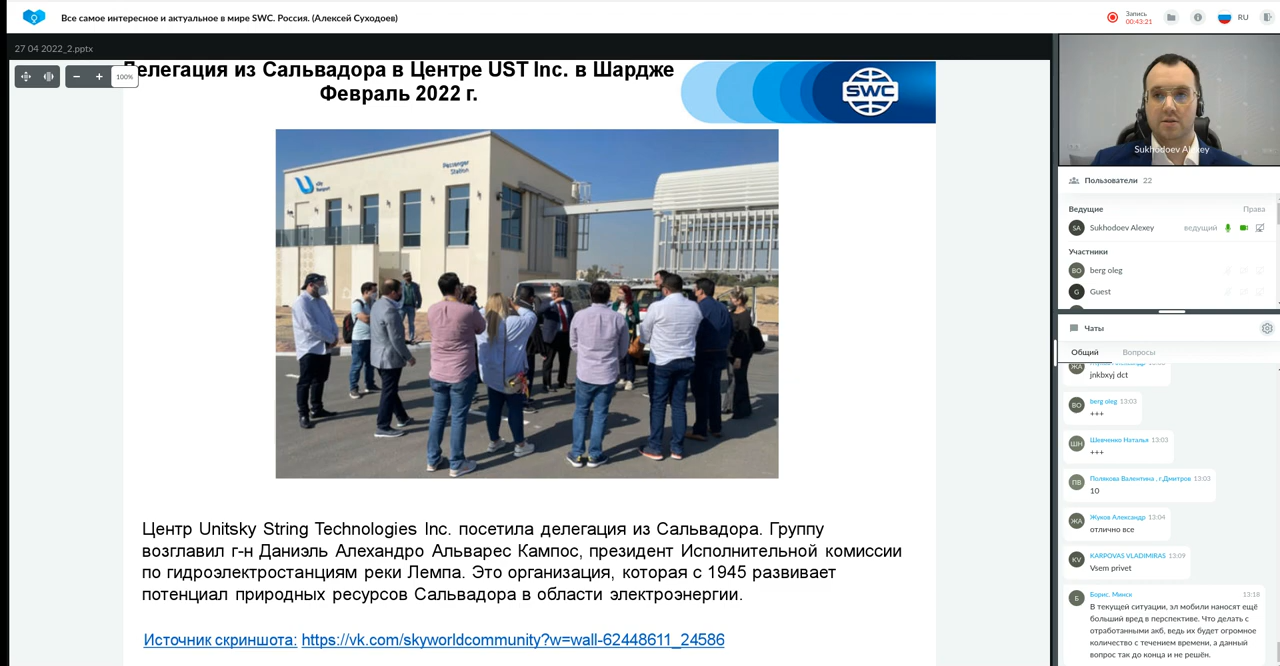 Все самое интересное и актуальное в мире SWC. Россия. (Алексей Суходоев)
Запись
00:43:21
RU
27 04 2022_2.pptx
100%
Делегация из Сальвадора в Центре UST Inc. в Шардже
Февраль 2022 г.
SWC
Passenger
Station
Центр Unitsky String Technologies Inc. посетила делегация из Сальвадора. Группу
возглавил г-н Даниэль Алехандро Альварес Кампос, президент Исполнительной комиссии
по гидроэлектростанциям реки Лемпа. Это организация, которая с 1945 развивает
потенциал природных ресурсов Сальвадора в области электроэнергии.
Источник скриншота: https://vk.com/skyworldcommunity?w=wall-62448611_24586
Sukhodoev Alexey
Пользователи 22
Ведущие Права
SA Sukhodoev Alexey ведущий
Участники
BO berg oleg
G Guest
Чаты
Общий Вопросы
ЖА
jnkbxyj dct
BO berg oleg 13:03
+++
ШН Шевченко Наталья 13:03
+++
ПВ Полякова Валентина . г.Дмитров 13:03
10
ЖА Жуков Александр 13:04
отлично все
KV KARPOVAS VLADIMIRAS 13:09
Vsem privet
Б Борис. Минск 13:18
В текущей ситуации, эл мобили наносят ещё
больший вред в перспективе. Что делать с
отработанными акб, ведь их будет огромное
количество с течением времени, а данный
вопрос так до конца и не решён.